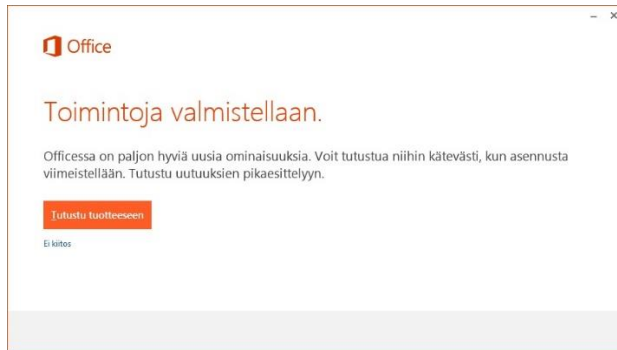 Office
Toimintoja valmistellaan.
Officessa on paljon hyviä uusia ominaisuuksia. Voit tutustua niihin kätevästi, kun asennusta
viimeistellään. Tutustu uutuuksien pikaesittelyyn.
Tutustu tuotteeseen
Ei kiitos